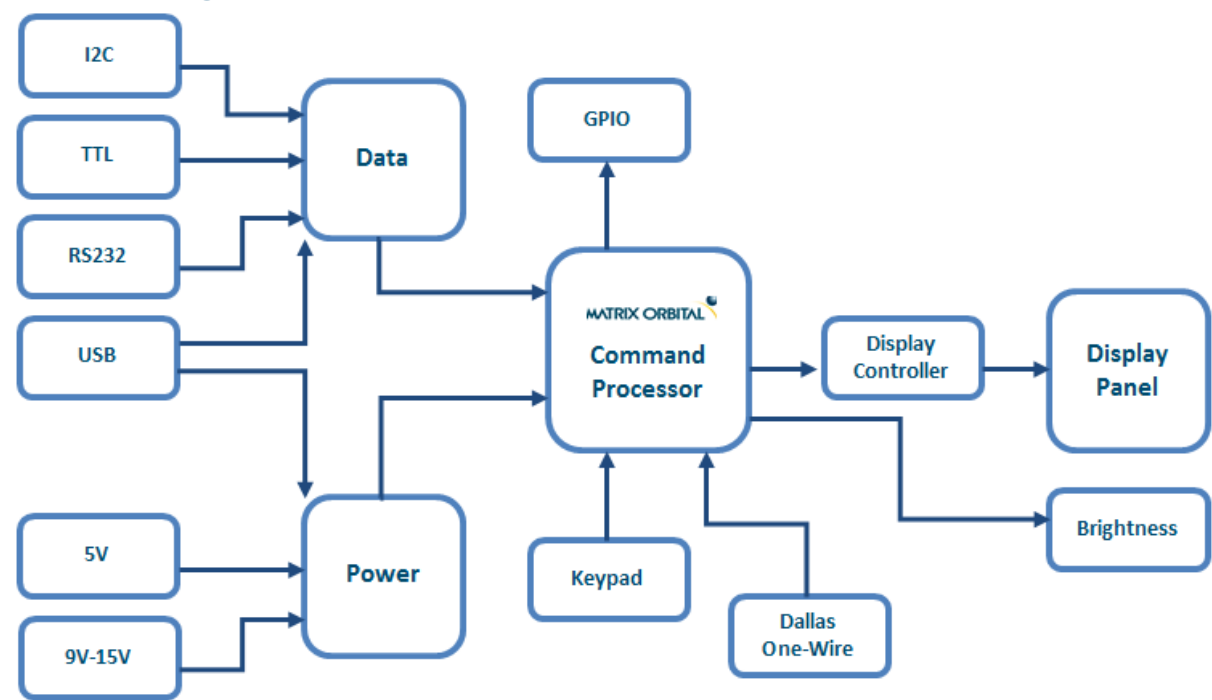 I2C
TTL
RS232
USB
5V
9V-15V
Data
Power
GPIO
MATRIX ORBITAL
Command
Processor
Keypad
Dallas
One-Wire
Display
Controller
Display
Panel
Brightness